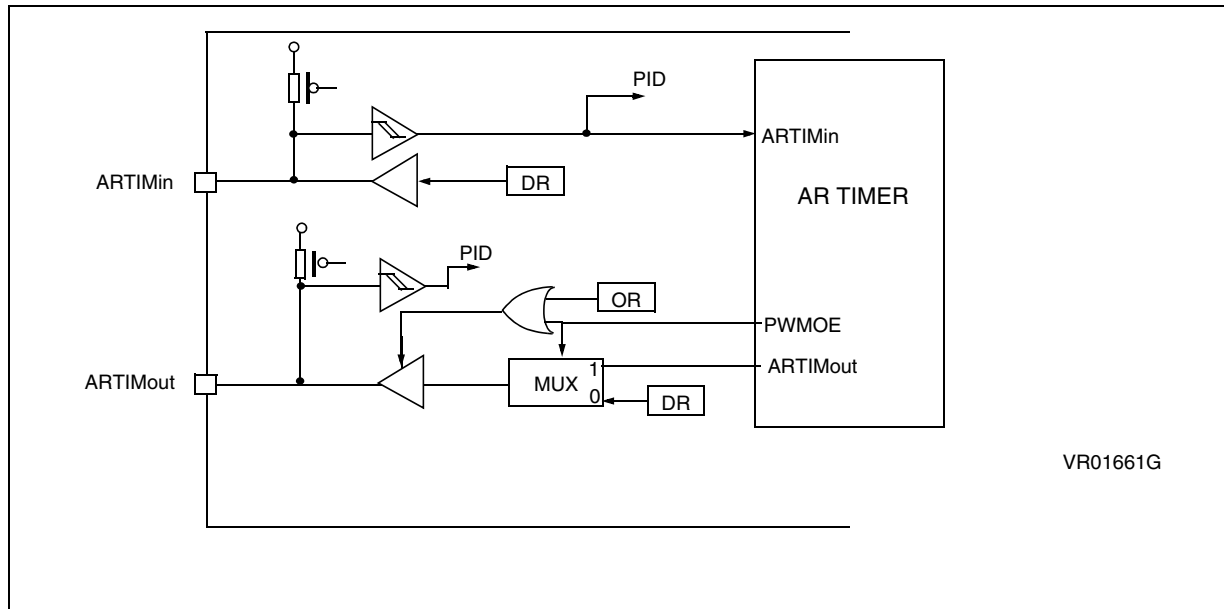 PID
ARTIMin
ARTIMin
DR
AR TIMER
PID
OR
PWMOE
ARTIMout
MUX
1
0
ARTIMout
DR
VR01661G